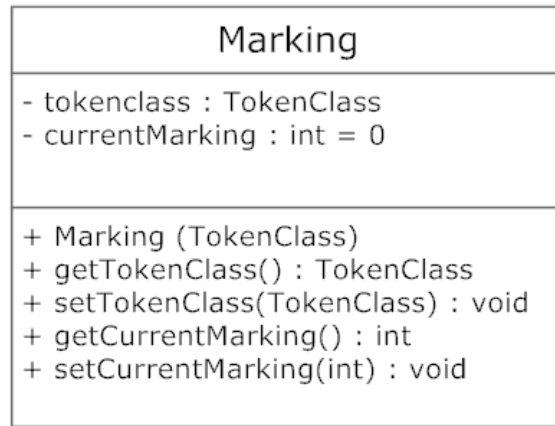 Marking
- tokenclass : TokenClass
- currentMarking : int = 0
+ Marking (TokenClass)
+ getTokenClass() : TokenClass
+ setTokenClass(TokenClass) : void
+ getCurrentMarking() : int
+ setCurrentMarking(int) : void